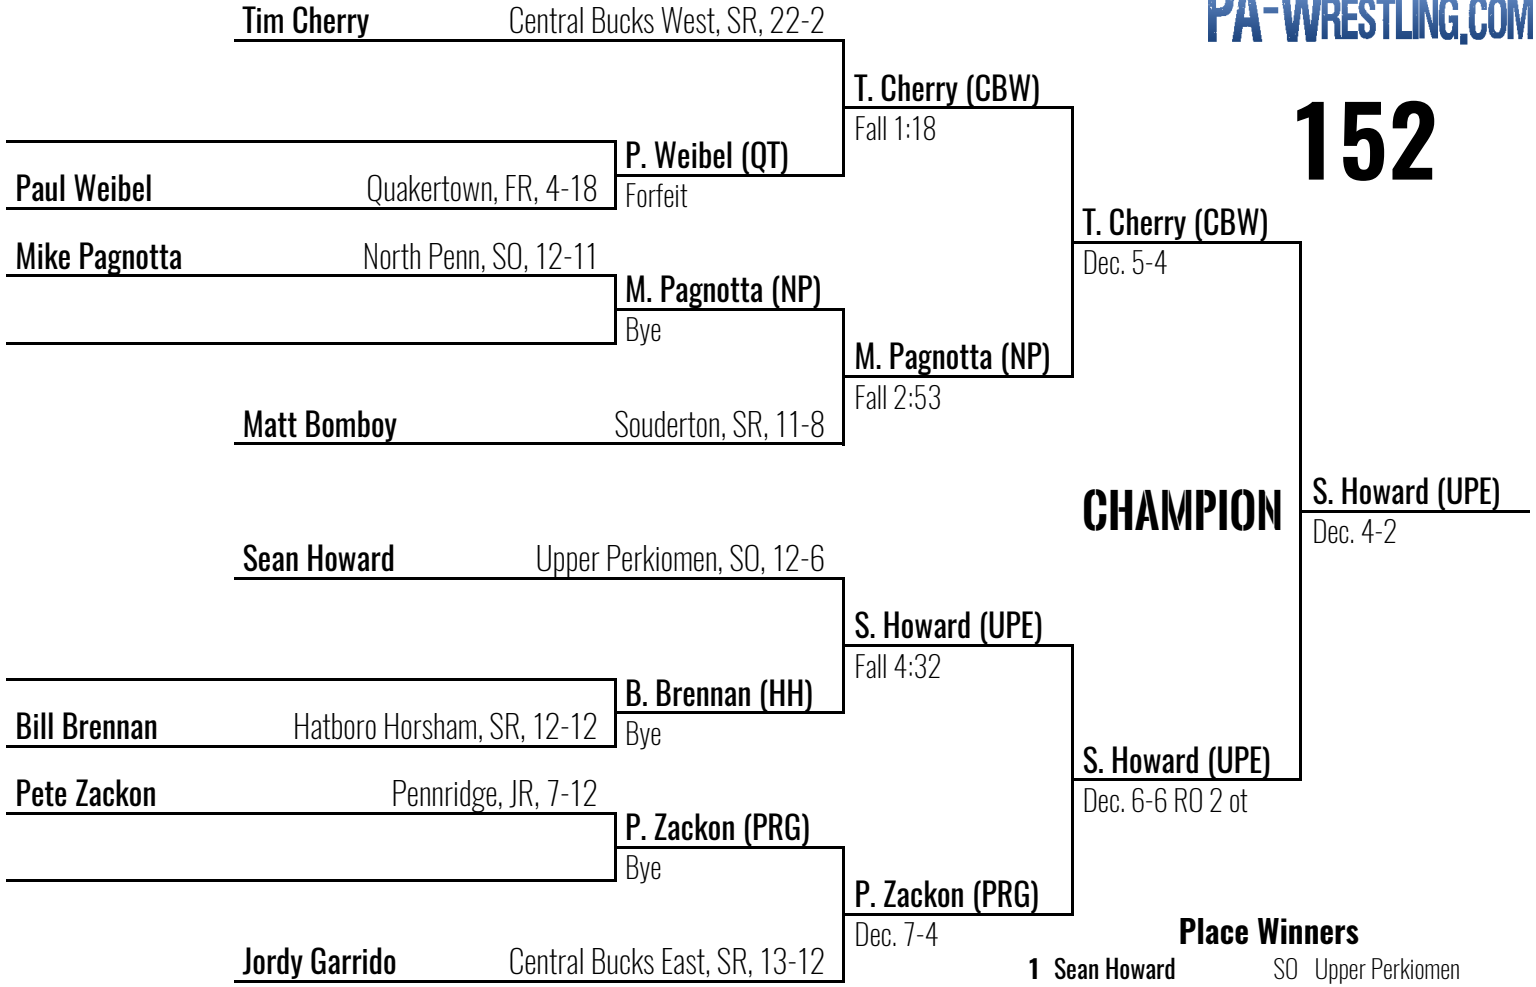 PA-WRESTLING.COM
152
Tim Cherry Central Bucks West, SR, 22-2
T. Cherry (CBW)
Fall 1:18
P. Weibel (QT)
Forfeit
Paul Weibel Quakertown, FR, 4-18
T. Cherry (CBW)
Dec. 5-4
Mike Pagnotta North Penn, SO, 12-11
M. Pagnotta (NP)
Bye
M. Pagnotta (NP)
Fall 2:53
Matt Bomboy Souderton, SR, 11-8
CHAMPION
S. Howard (UPE)
Dec. 4-2
Sean Howard Upper Perkiomen, SO, 12-6
S. Howard (UPE)
Fall 4:32
B. Brennan (HH)
Bye
Bill Brennan Hatboro Horsham, SR, 12-12
S. Howard (UPE)
Dec. 6-6 RO 2 ot
Pete Zackon Pennridge, JR, 7-12
P. Zackon (PRG)
Bye
P. Zackon (PRG)
Dec. 7-4
Jordy Garrido Central Bucks East, SR, 13-12
Place Winners
1 Sean Howard SO Upper Perkiomen